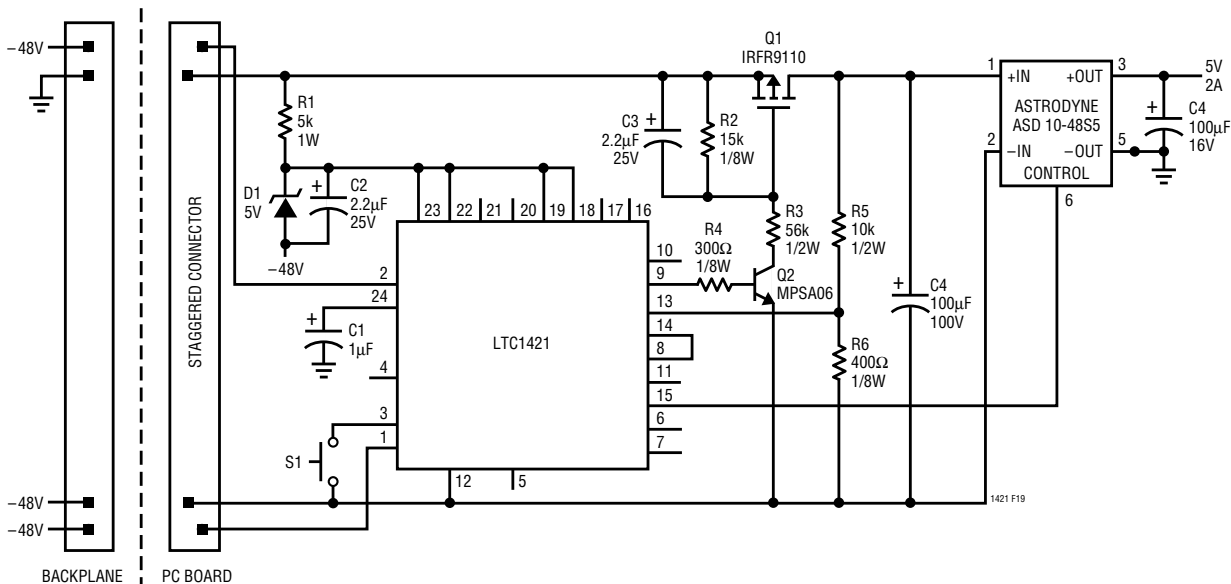 −48V
−48V
−48V
BACKPLANE
STAGGERED CONNECTOR
PC BOARD
R1
5k
1W
D1
5V
C2
2.2µF
25V
−48V
C1
1µF
S1
23
22
21
20
19
18
17
16
2
24
4
3
1
LTC1421
10
9
13
14
8
11
15
6
7
12
5
C3
2.2µF
25V
R2
15k
1/8W
Q1
IRFR9110
R3
56k
1/2W
R4
300Ω
1/8W
Q2
MPSA06
R5
10k
1/2W
R6
400Ω
1/8W
C4
100µF
100V
1
+IN
+OUT
3
ASTRODYNE
ASD 10-48S5
2
−IN
−OUT
5
CONTROL
6
5V
2A
C4
100µF
16V
+
+
+
+
+
1421 F19